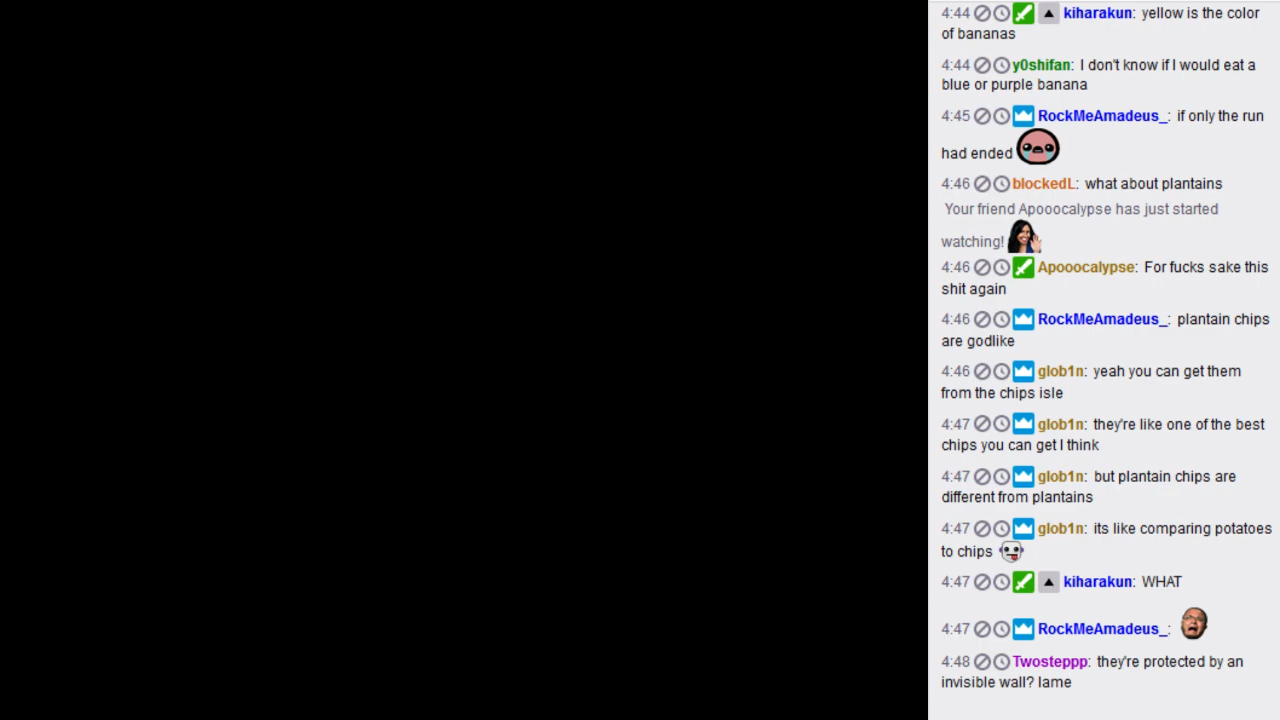 4:44 kiharakun: yellow is the color
of bananas
4:44 y0shifan: I don't know if I would eat a
blue or purple banana
4:45 RockMeAmadeus_: if only the run
had ended
4:46 blockedL: what about plantains
Your friend Apooocalypse has just started
watching!
4:46 Apooocalypse: For fucks sake this
shit again
4:46 RockMeAmadeus_: plantain chips
are godlike
4:46 glob1n: yeah you can get them
from the chips isle
4:47 glob1n: they're like one of the best
chips you can get I think
4:47 glob1n: but plantain chips are
different from plantains
4:47 glob1n: its like comparing potatoes
to chips
4:47 kiharakun: WHAT
4:47 RockMeAmadeus_:
4:48 Twosteppp: they're protected by an
invisible wall? lame